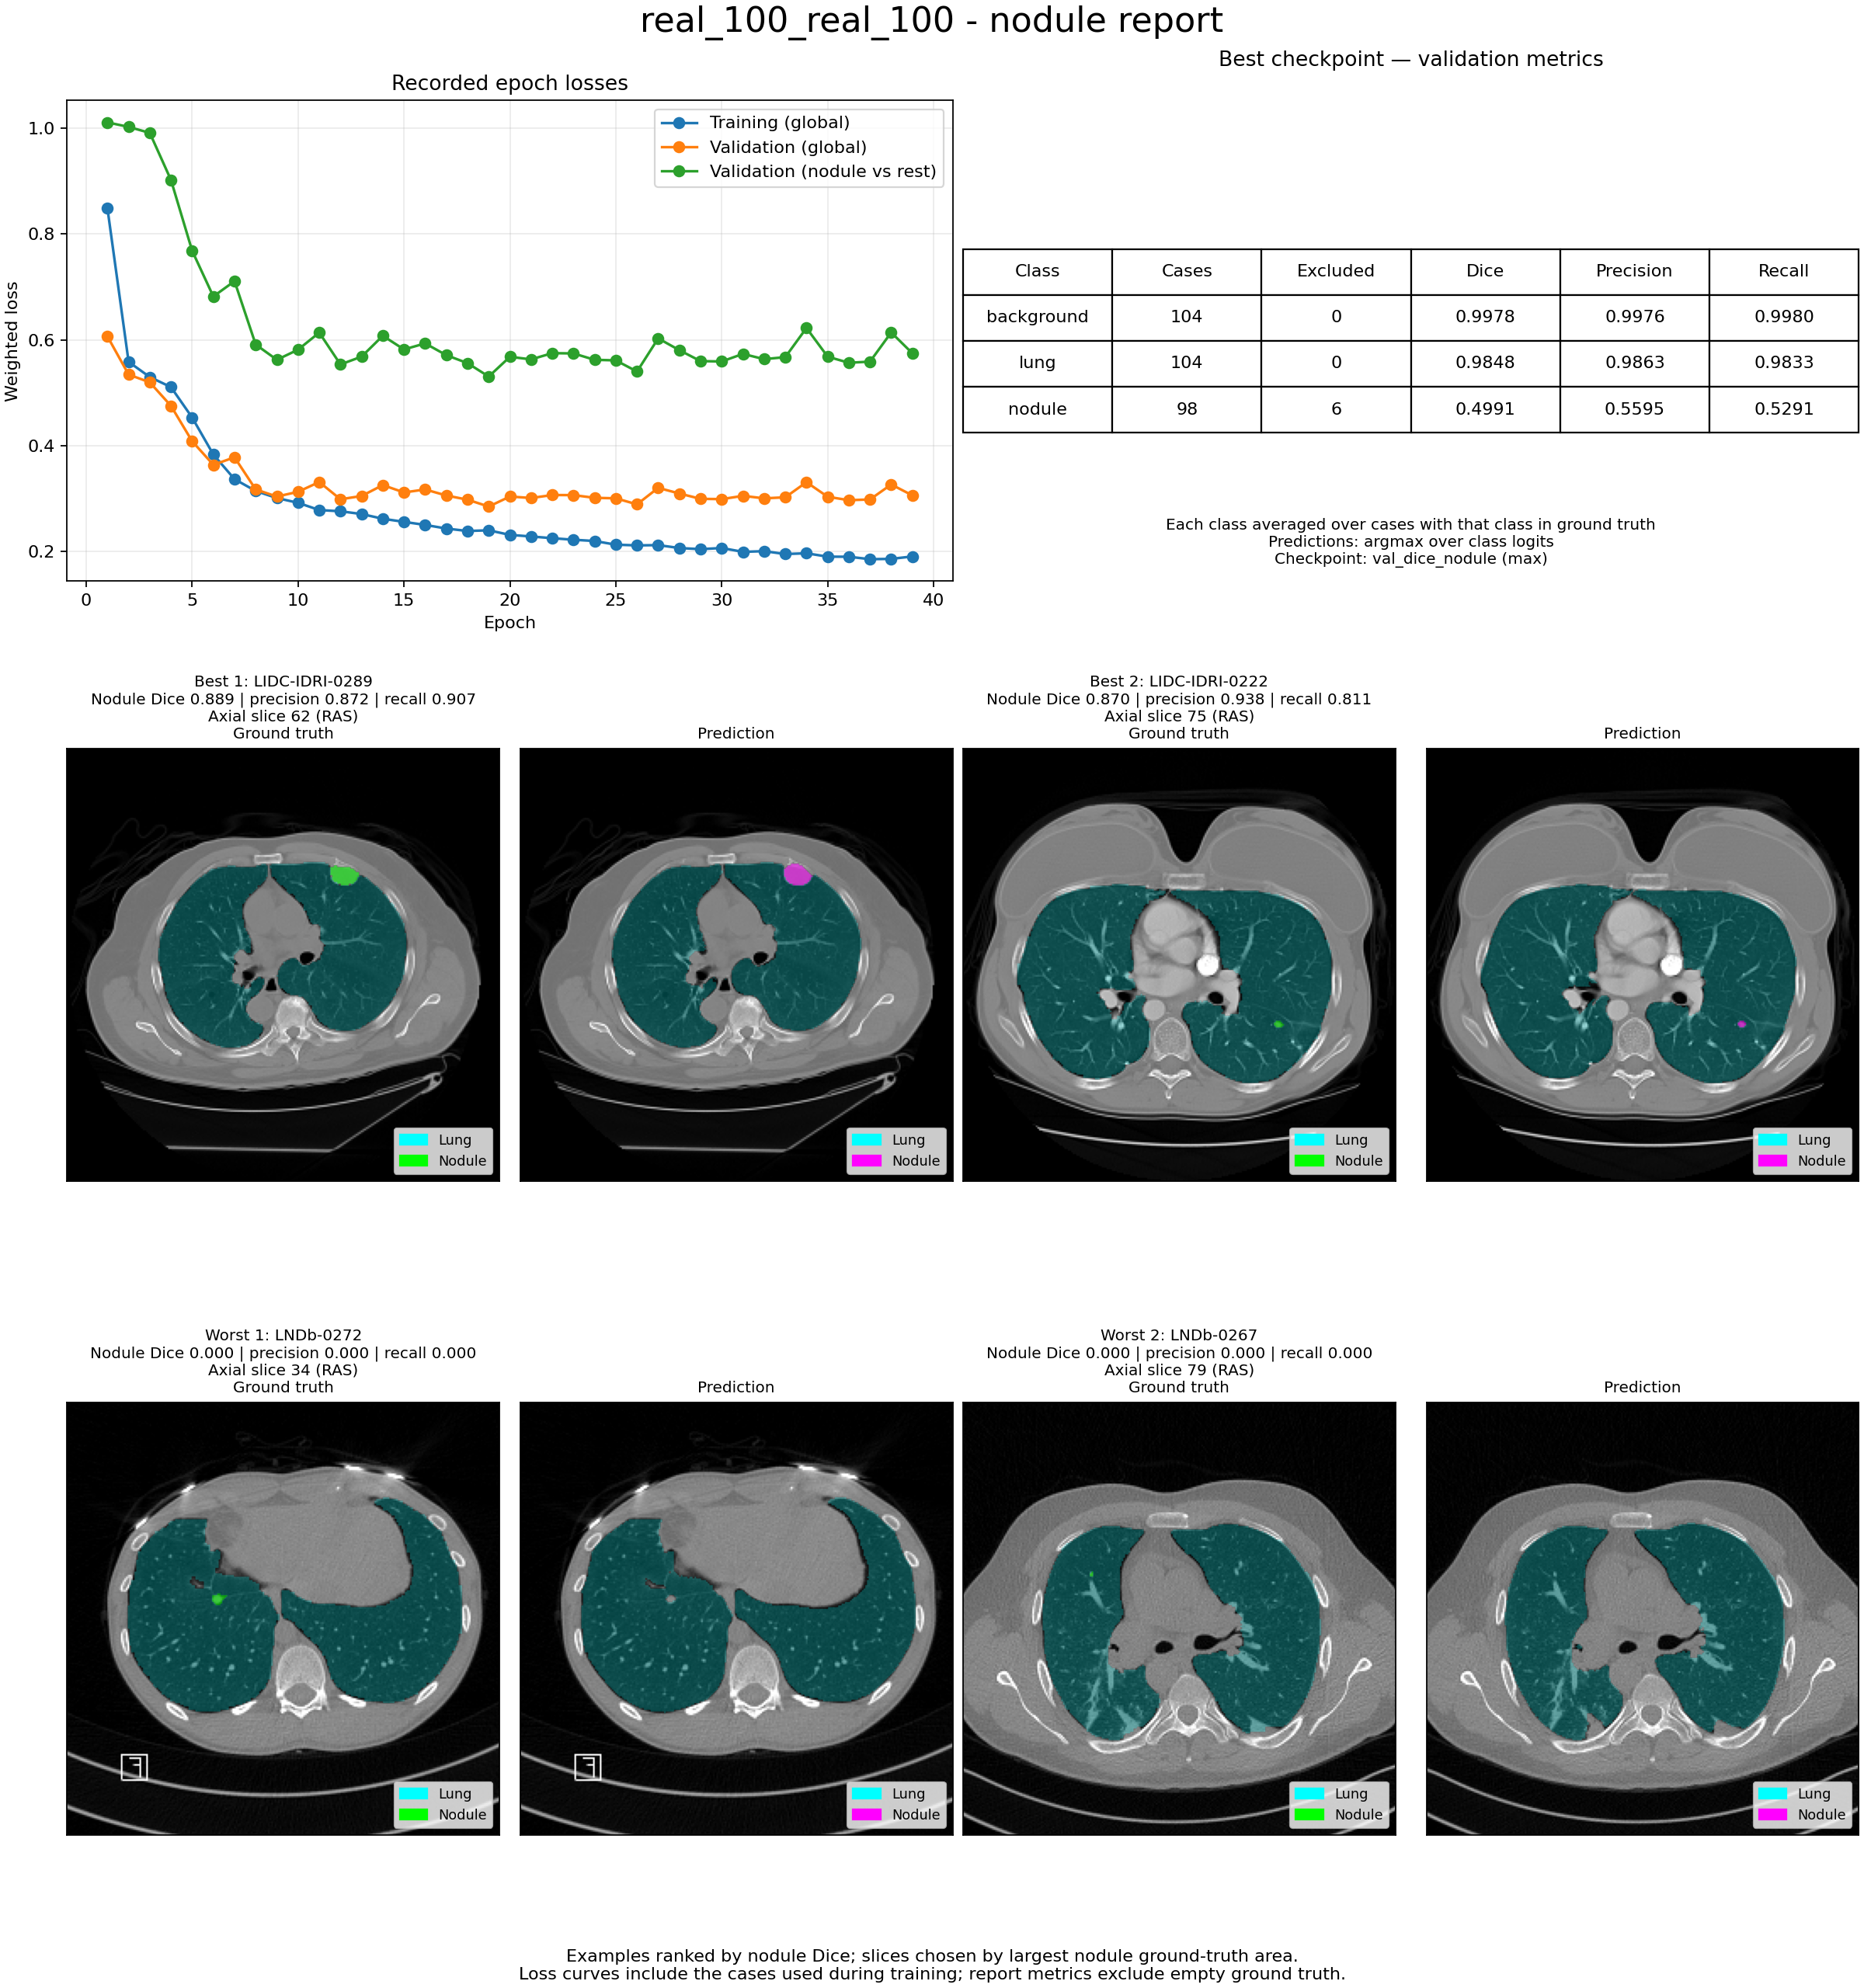 real_100_real_100 - nodule report
Recorded epoch losses
Weighted loss
1.0
0.8
0.6
0.4
0.2
0 5 10 15 20 25 30 35 40
Epoch
Training (global)
Validation (global)
Validation (nodule vs rest)
Best checkpoint — validation metrics
Class Cases Excluded Dice Precision Recall
background 104 0 0.9978 0.9976 0.9980
lung 104 0 0.9848 0.9863 0.9833
nodule 98 6 0.4991 0.5595 0.5291
Each class averaged over cases with that class in ground truth
Predictions: argmax over class logits
Checkpoint: val_dice_nodule (max)
Best 1: LIDC-IDRI-0289
Nodule Dice 0.889 | precision 0.872 | recall 0.907
Axial slice 62 (RAS)
Ground truth
Lung
Nodule
Prediction
Lung
Nodule
Best 2: LIDC-IDRI-0222
Nodule Dice 0.870 | precision 0.938 | recall 0.811
Axial slice 75 (RAS)
Ground truth
Lung
Nodule
Prediction
Lung
Nodule
Worst 1: LNDb-0272
Nodule Dice 0.000 | precision 0.000 | recall 0.000
Axial slice 34 (RAS)
Ground truth
Lung
Nodule
Prediction
Lung
Nodule
Worst 2: LNDb-0267
Nodule Dice 0.000 | precision 0.000 | recall 0.000
Axial slice 79 (RAS)
Ground truth
Lung
Nodule
Prediction
Lung
Nodule
Examples ranked by nodule Dice; slices chosen by largest nodule ground-truth area.
Loss curves include the cases used during training; report metrics exclude empty ground truth.